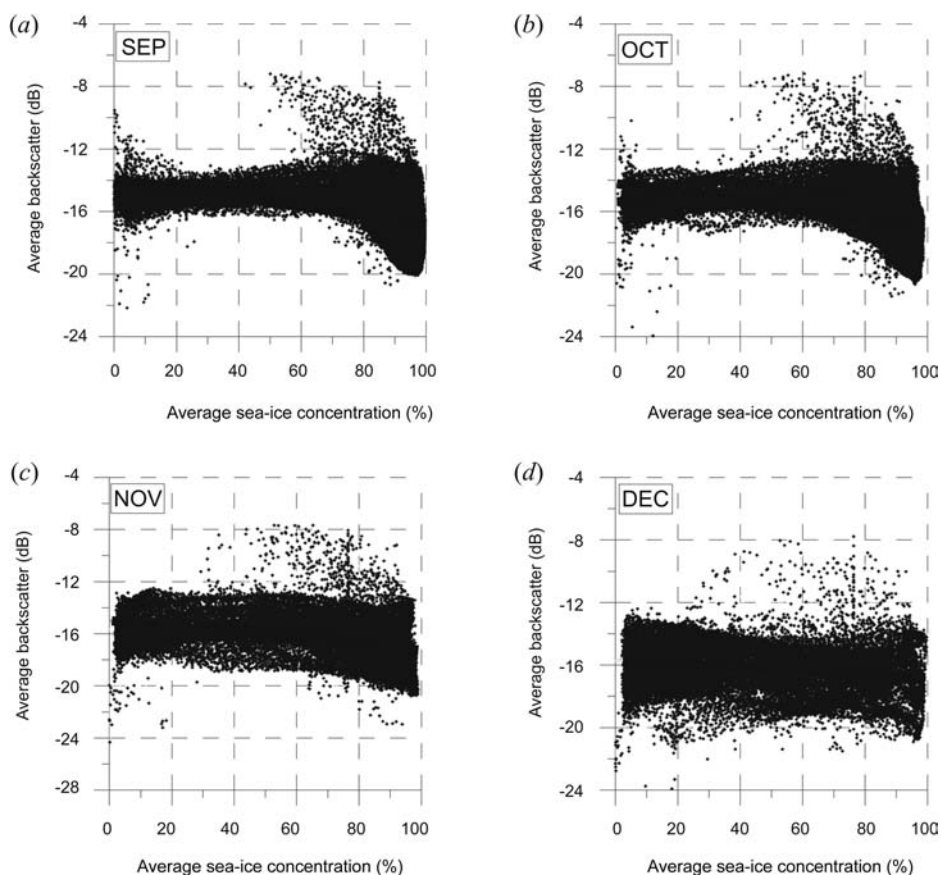 (a)
SEP
-4
-8
-12
-16
-20
-24
Average backscatter (dB)
0 20 40 60 80 100
Average sea-ice concentration (%)
(b)
OCT
-4
-8
-12
-16
-20
-24
Average backscatter (dB)
0 20 40 60 80 100
Average sea-ice concentration (%)
(c)
NOV
-4
-8
-12
-16
-20
-24
-28
Average backscatter (dB)
0 20 40 60 80 100
Average sea-ice concentration (%)
(d)
DEC
-4
-8
-12
-16
-20
-24
Average backscatter (dB)
0 20 40 60 80 100
Average sea-ice concentration (%)